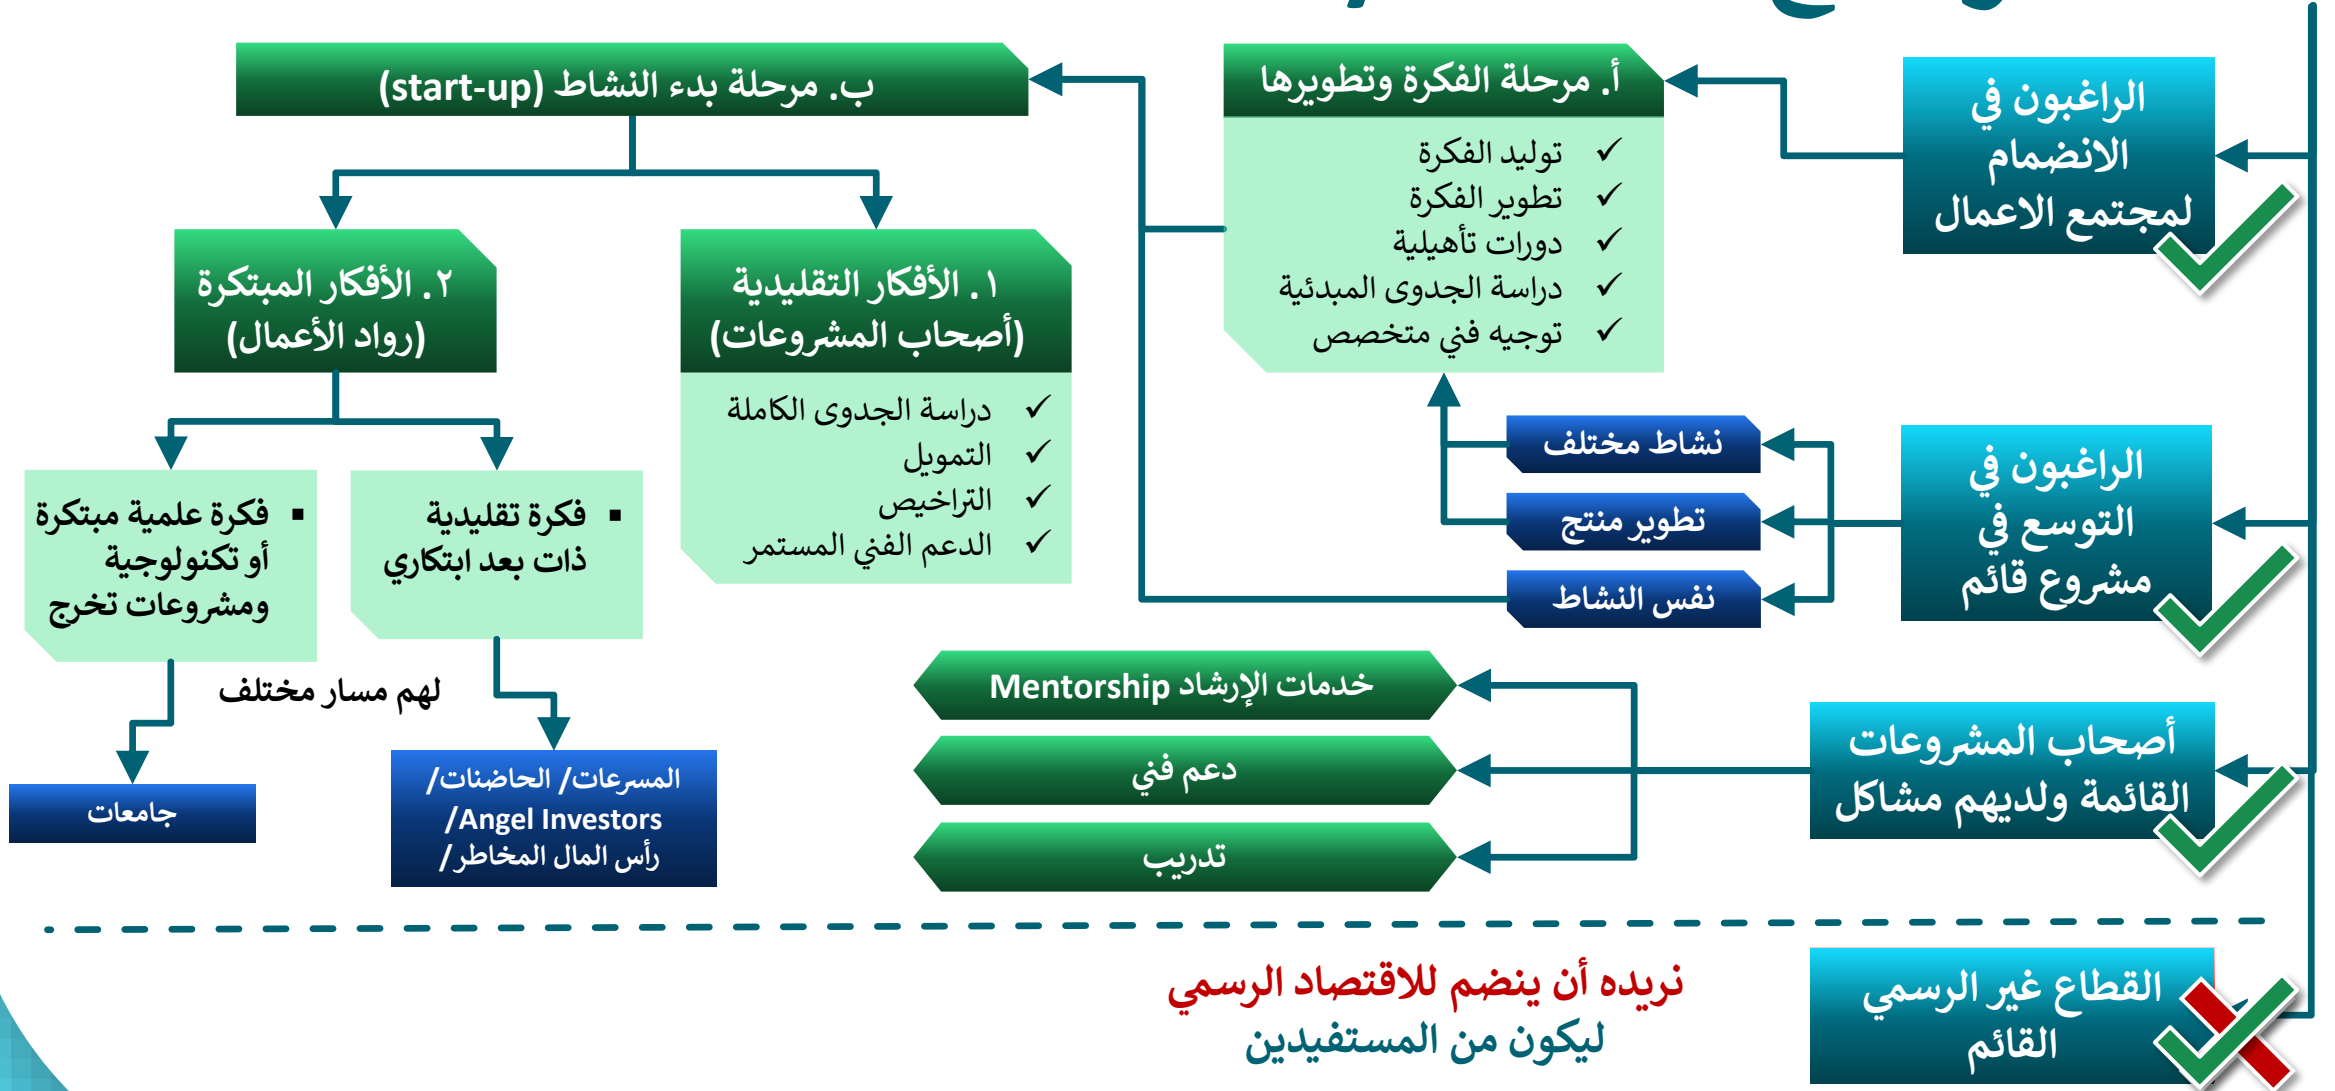 الراغبون في
الانضمام
لمجتمع الاعمال
أ. مرحلة الفكرة وتطويرها
✓ توليد الفكرة
✓ تطوير الفكرة
✓ دورات تأهيلية
✓ دراسة الجدوى المبدئية
✓ توجيه فني متخصص
ب. مرحلة بدء النشاط (start-up)
١. الأفكار التقليدية
(أصحاب المشروعات)
✓ دراسة الجدوى الكاملة
✓ التمويل
✓ التراخيص
✓ الدعم الفني المستمر
٢. الأفكار المبتكرة
(رواد الأعمال)
▪ فكرة تقليدية
ذات بعد ابتكاري
▪ فكرة علمية مبتكرة
أو تكنولوجية
ومشروعات تخرج
لهم مسار مختلف
المسرعات/ الحاضنات/
Angel Investors/
رأس المال المخاطر/
جامعات
الراغبون في
التوسع في
مشروع قائم
نشاط مختلف
تطوير منتج
نفس النشاط
أصحاب المشروعات
القائمة ولديهم مشاكل
خدمات الإرشاد Mentorship
دعم فني
تدريب
القطاع غير الرسمي
القائم
نريده أن ينضم للاقتصاد الرسمي
ليكون من المستفيدين